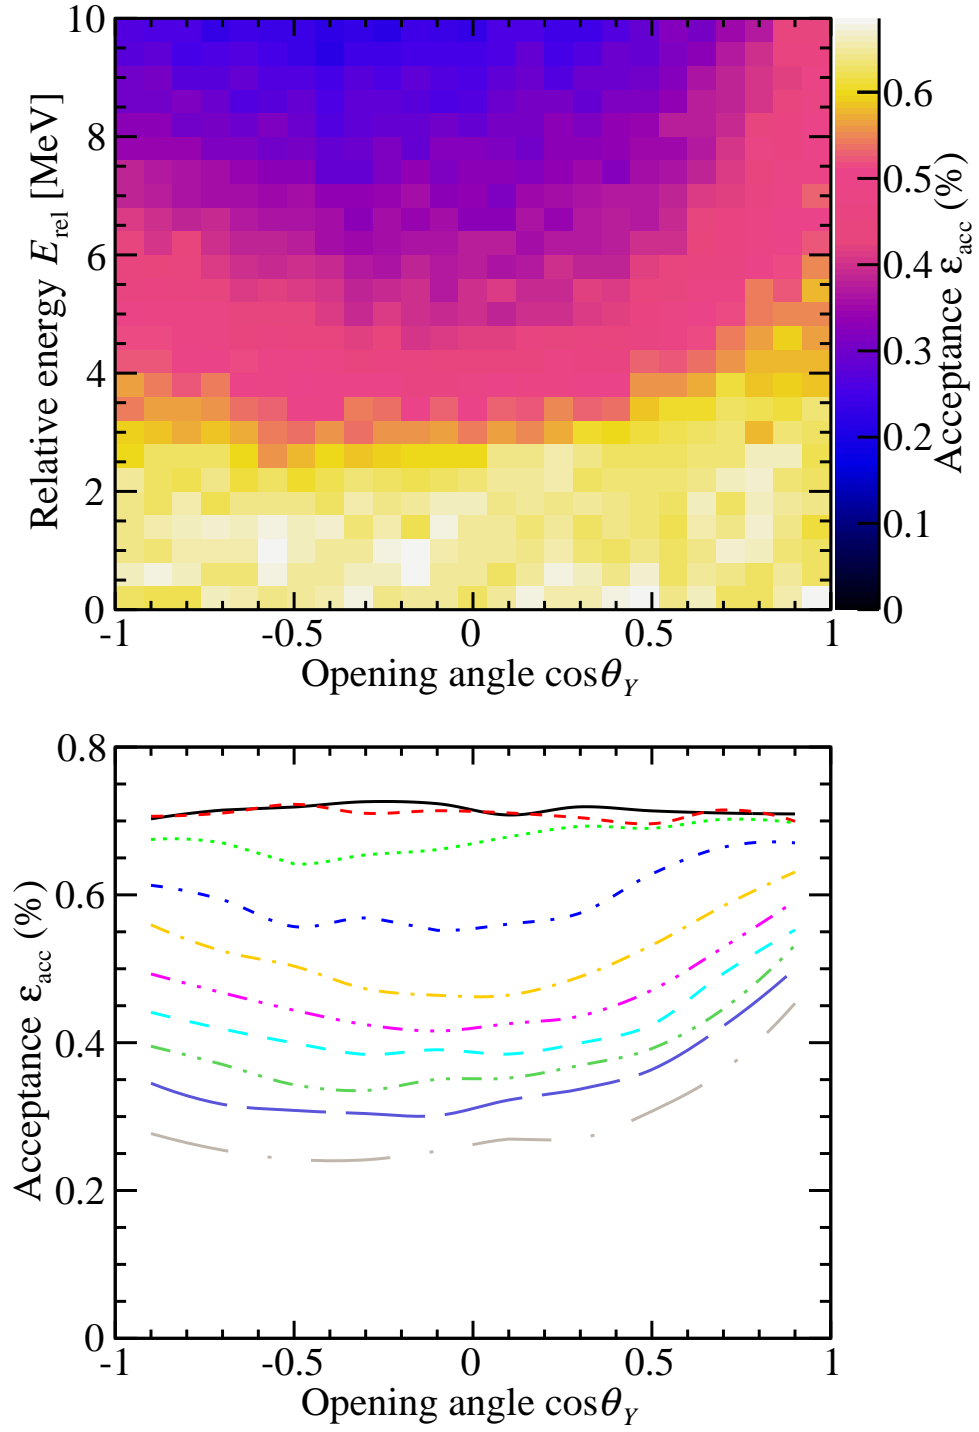 10
8
6
4
2
0
Relative energy E_rel [MeV]
-1 -0.5 0 0.5 1
Opening angle cosθ_Y
0.6
0.5
0.4
0.3
0.2
0.1
0
Acceptance ε_acc (%)
0.8
0.6
0.4
0.2
0
Acceptance ε_acc (%)
-1 -0.5 0 0.5 1
Opening angle cosθ_Y